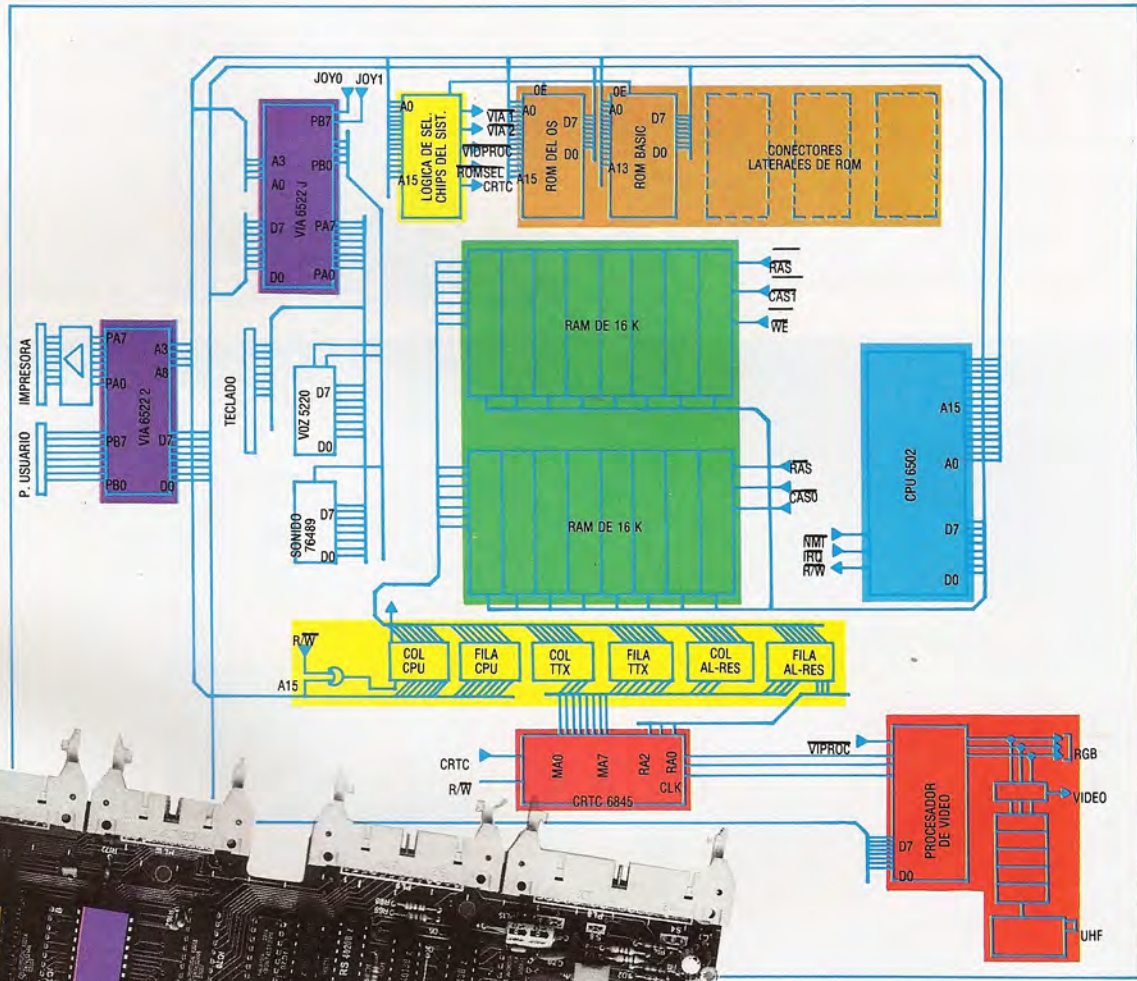 JOY0 JOY1
PB7
PB0
A3
A0
VIA 6522 J
D7
D0
PA7
PA0
A0
A15
LOGICA DE SEL.
CHIPS DEL SIST.
VIA 1
VIA 2
VIDPROC
ROMSEL
CRTC
OE
A0
A15
ROM DEL OS
D7
D0
OE
A0
A13
ROM BASIC
D7
D0
CONECTORES
LATERALES DE ROM
RAM DE 16 K
RAS
CAS1
WE
RAM DE 16 K
RAS
CAS0
IMPRESORA
P. USUARIO
PA7
PA0
PB7
PB0
VIA 6522 2
A3
A8
D7
D0
TECLADO
VOZ 5220
D7
D0
SONIDO
76489
D7
D0
CPU 6502
A15
A0
D7
D0
NMI
IRQ
R/W
R/W
A15
COL
CPU
FILA
CPU
COL
TTX
FILA
TTX
COL
AL-RES
FILA
AL-RES
CRTC
R/W
MA0
MA7
RA2
RA0
CLK
CRTC 6845
VIPROC
PROCESADOR
DE VIDEO
D7
D0
RGB
VIDEO
UHF